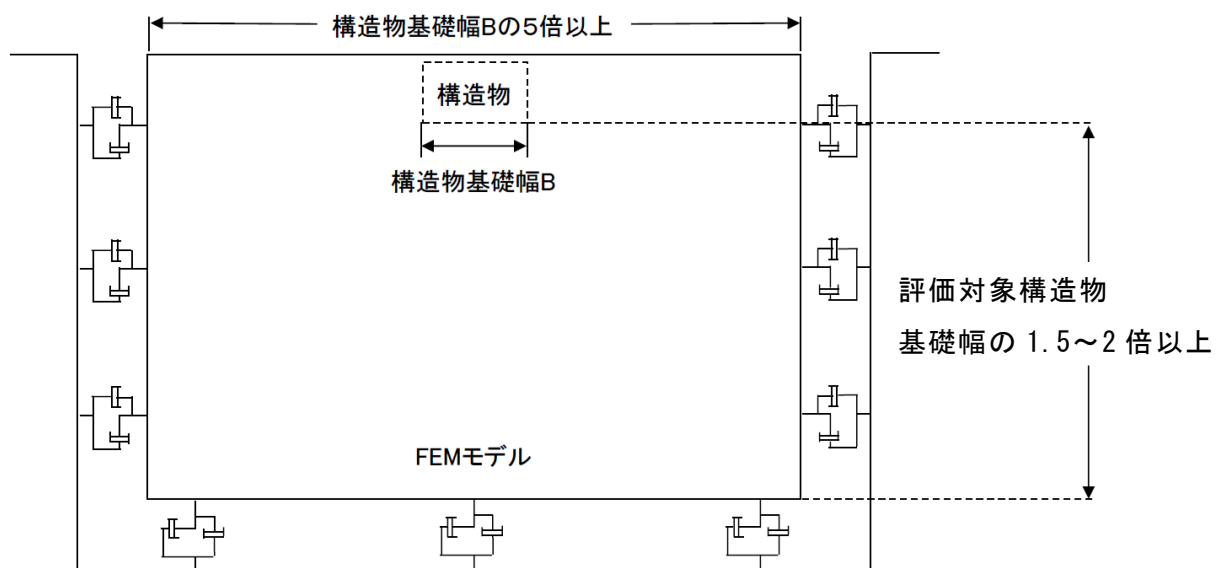 構造物基礎幅Bの5倍以上
構造物
構造物基礎幅B
評価対象構造物
基礎幅の 1.5～2 倍以上
FEMモデル